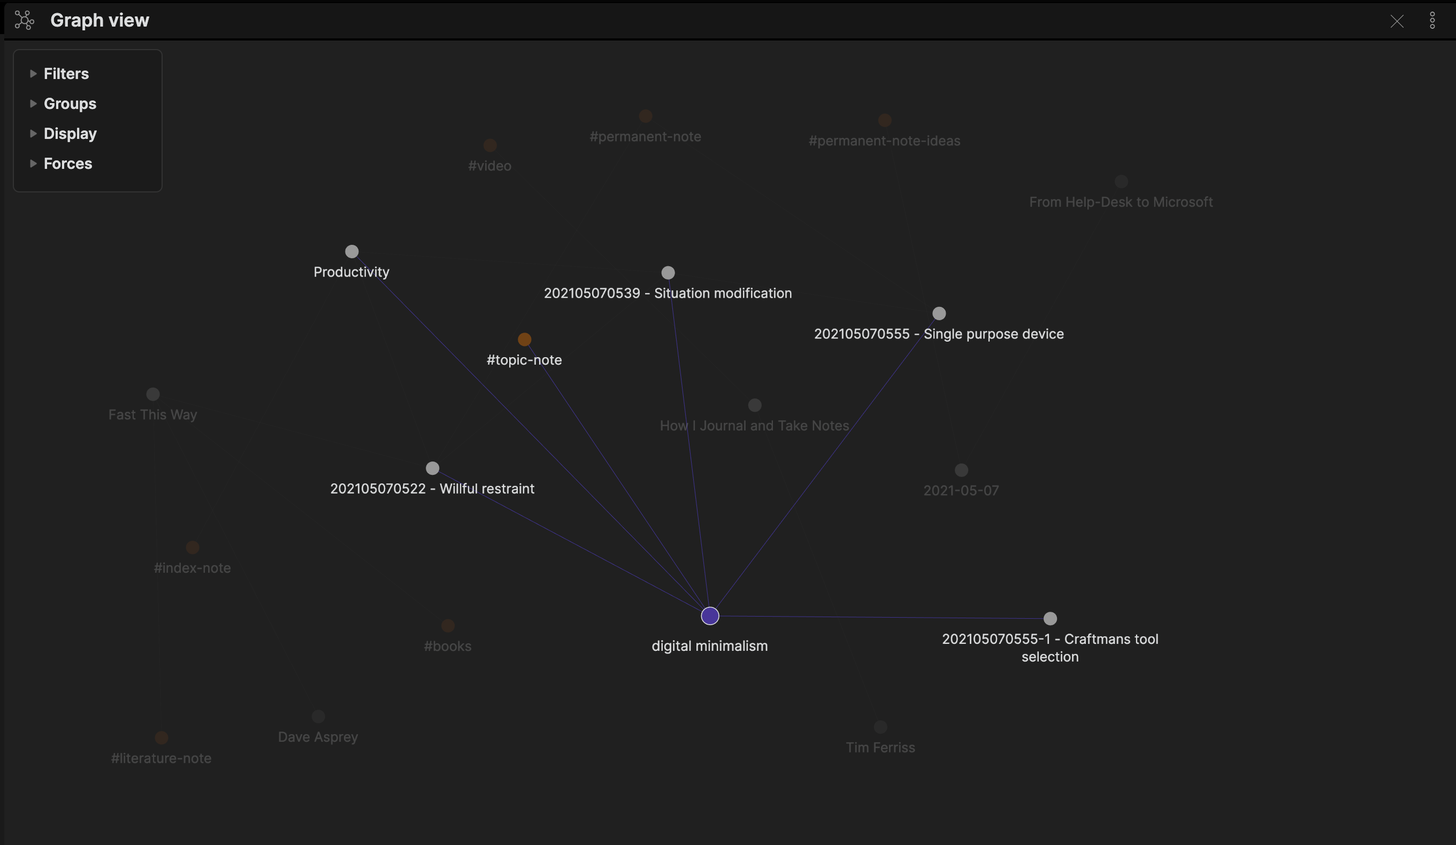 Graph view
Filters
Groups
Display
Forces
#permanent-note
#permanent-note-ideas
#video
From Help-Desk to Microsoft
Productivity
202105070539 - Situation modification
202105070555 - Single purpose device
#topic-note
Fast This Way
How I Journal and Take Notes
202105070522 - Willful restraint
2021-05-07
#index-note
#books
digital minimalism
202105070555-1 - Craftmans tool
selection
Dave Asprey
Tim Ferriss
#literature-note